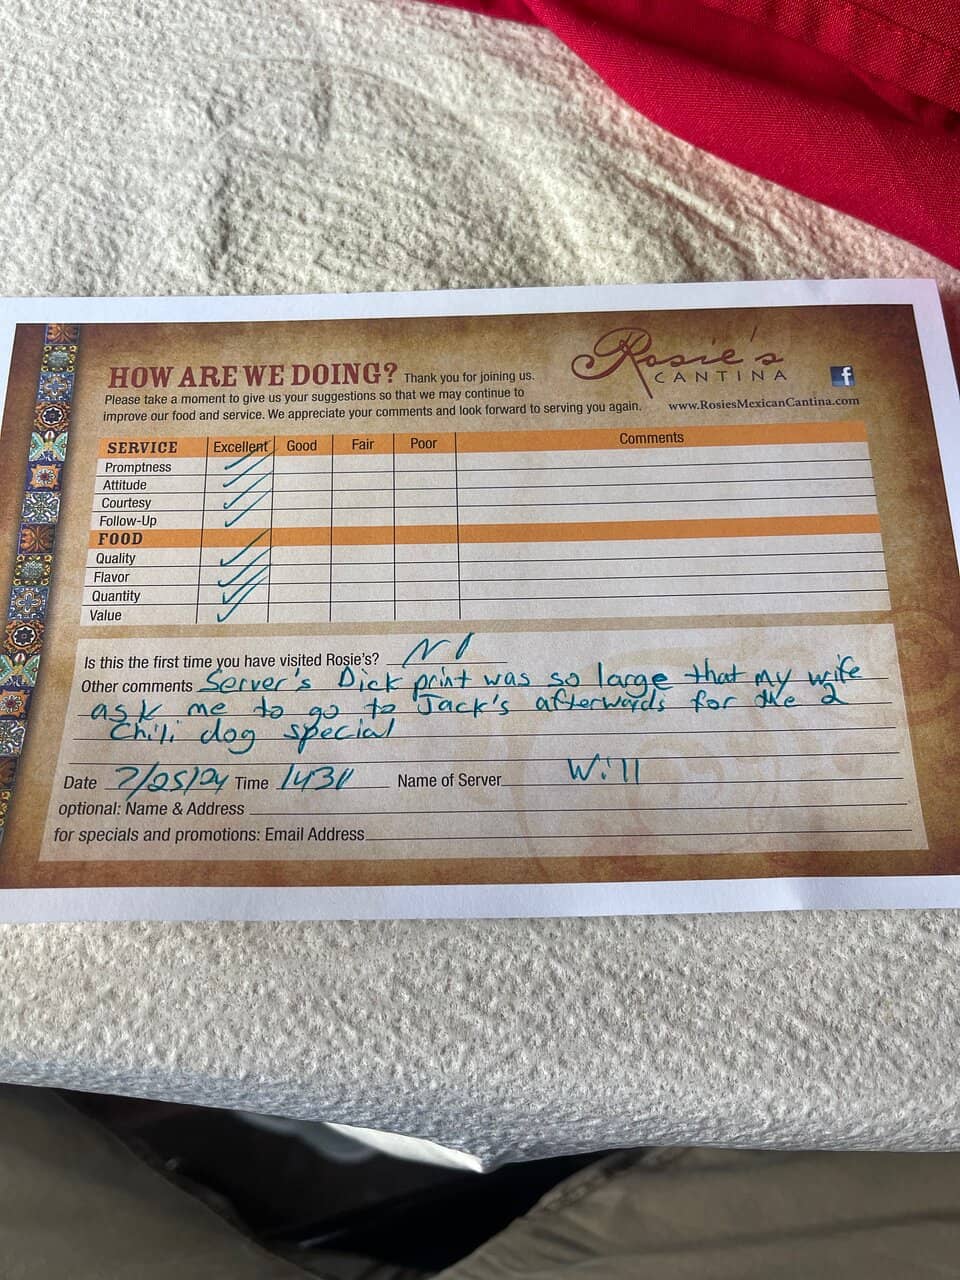 Rosie's
CANTINA
HOW ARE WE DOING? Thank you for joining us.
Please take a moment to give us your suggestions so that we may continue to
improve our food and service. We appreciate your comments and look forward to serving you again.
f
www.RosiesMexicanCantina.com
SERVICE Excellent Good Fair Poor Comments
Promptness
Attitude
Courtesy
Follow-Up
FOOD
Quality
Flavor
Quantity
Value
Is this the first time you have visited Rosie's? NO
Other comments Server's Dick print was so large that my wife
ask me to go to Jack's afterwards for the 2
Chili dog special
Date 7/25/24 Time Name of Server Will
optional: Name & Address
for specials and promotions: Email Address